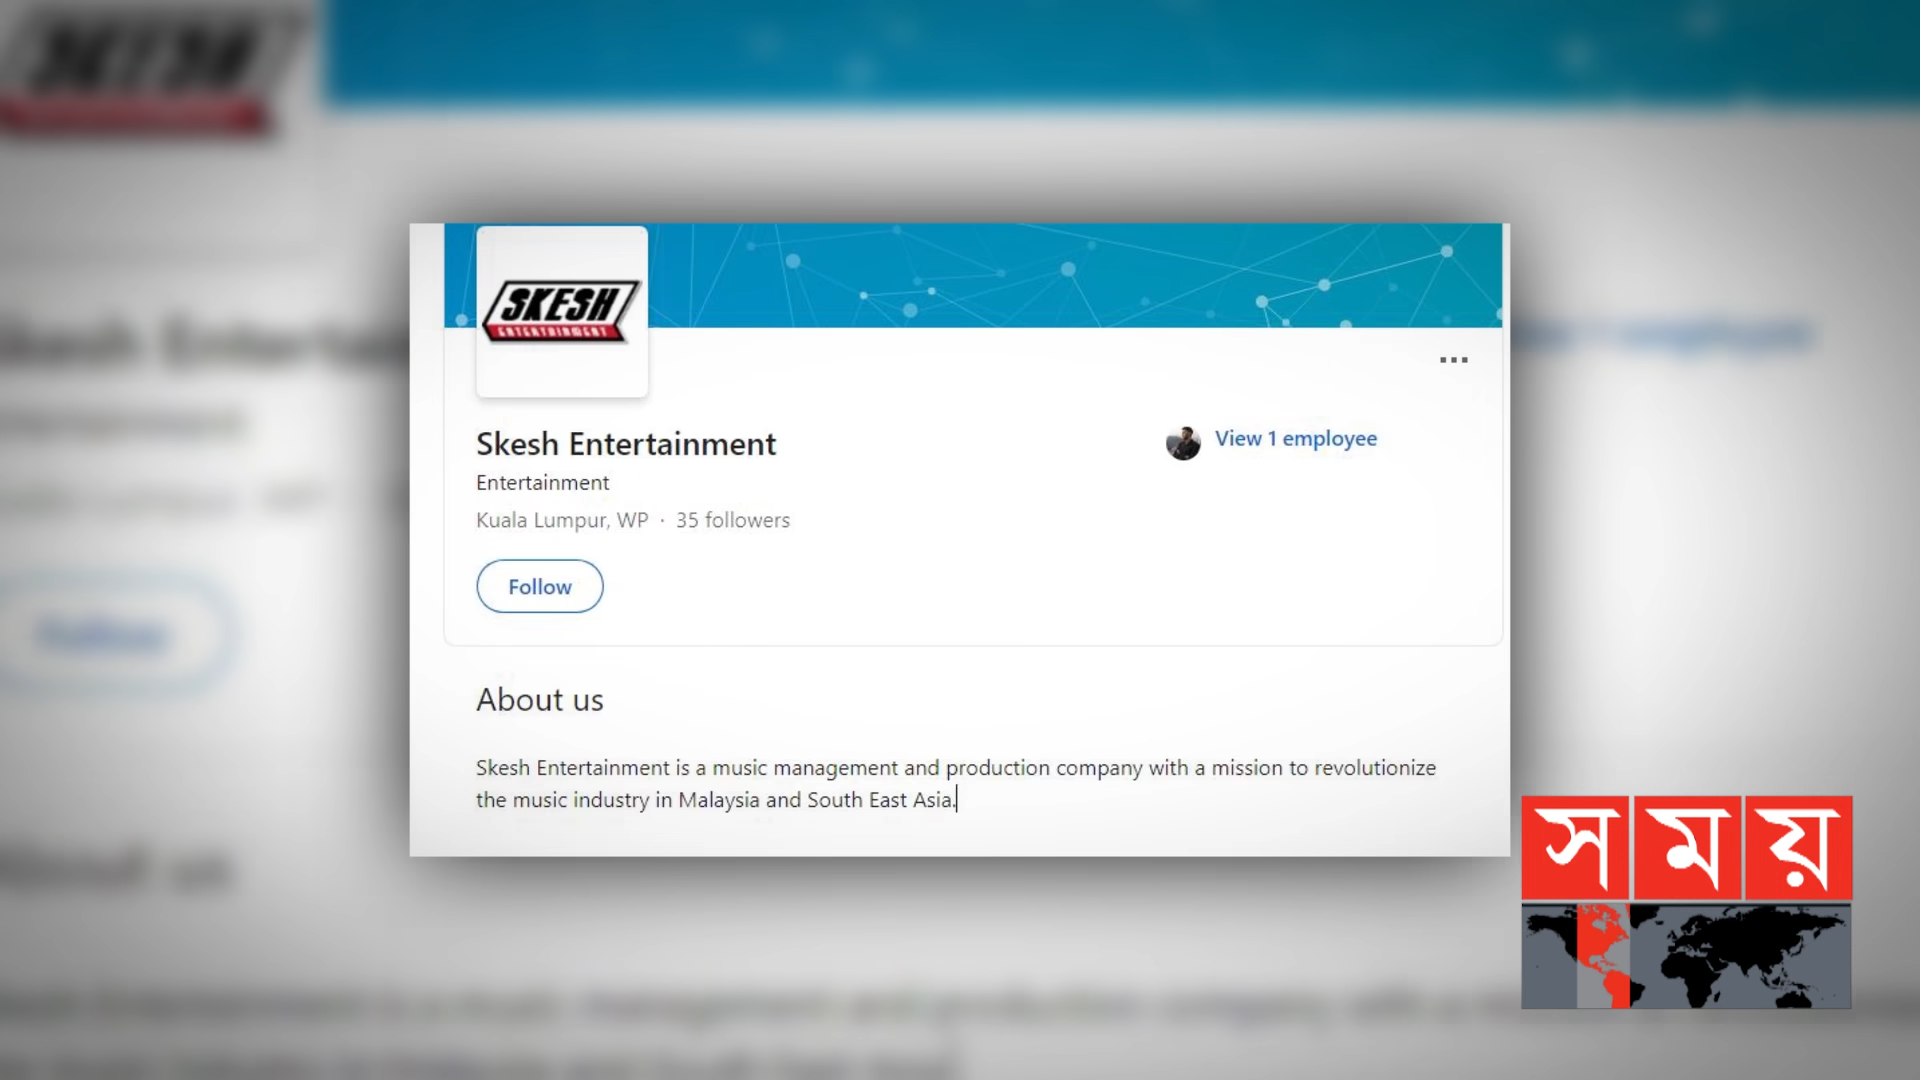 SKESH
ENTERTAINMENT
Skesh Entertainment
View 1 employee
Entertainment
Kuala Lumpur, WP · 35 followers
Follow
About us
Skesh Entertainment is a music management and production company with a mission to revolutionize
the music industry in Malaysia and South East Asia.
সময়